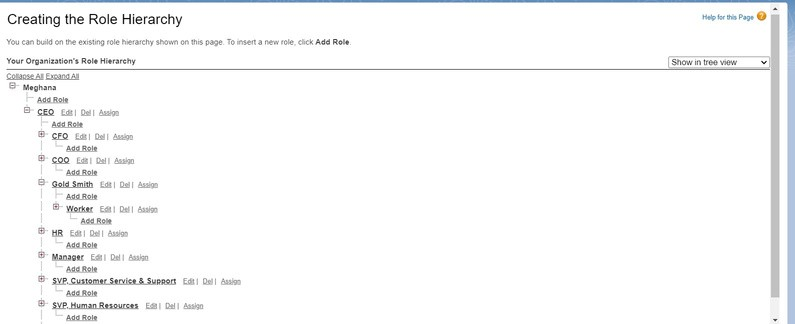 Creating the Role Hierarchy
Help for this Page ?
You can build on the existing role hierarchy shown on this page. To insert a new role, click Add Role.
Your Organization's Role Hierarchy
Show in tree view
Collapse All Expand All
Meghana
Add Role
CEO Edit | Del | Assign
Add Role
CFO Edit | Del | Assign
Add Role
COO Edit | Del | Assign
Add Role
Gold Smith Edit | Del | Assign
Add Role
Worker Edit | Del | Assign
Add Role
HR Edit | Del | Assign
Add Role
Manager Edit | Del | Assign
Add Role
SVP, Customer Service & Support Edit | Del | Assign
Add Role
SVP, Human Resources Edit | Del | Assign
Add Role